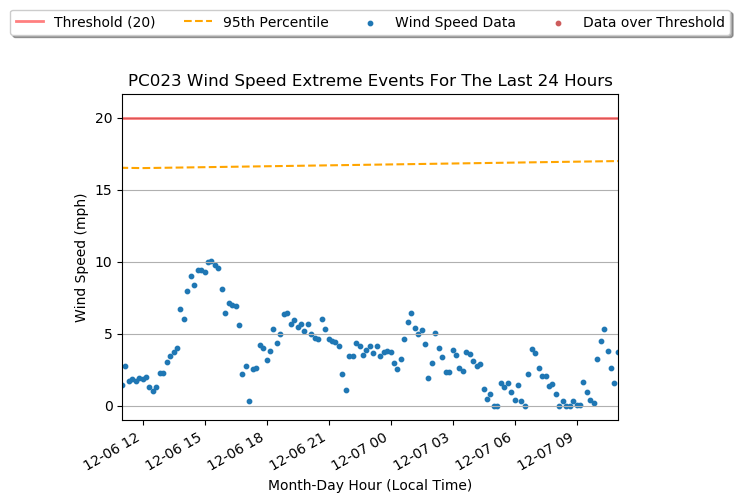 Threshold (20) 95th Percentile Wind Speed Data Data over Threshold
PC023 Wind Speed Extreme Events For The Last 24 Hours
20
15
10
5
0
Wind Speed (mph)
12-06 12 12-06 15 12-06 18 12-06 21 12-07 00 12-07 03 12-07 06 12-07 09
Month-Day Hour (Local Time)